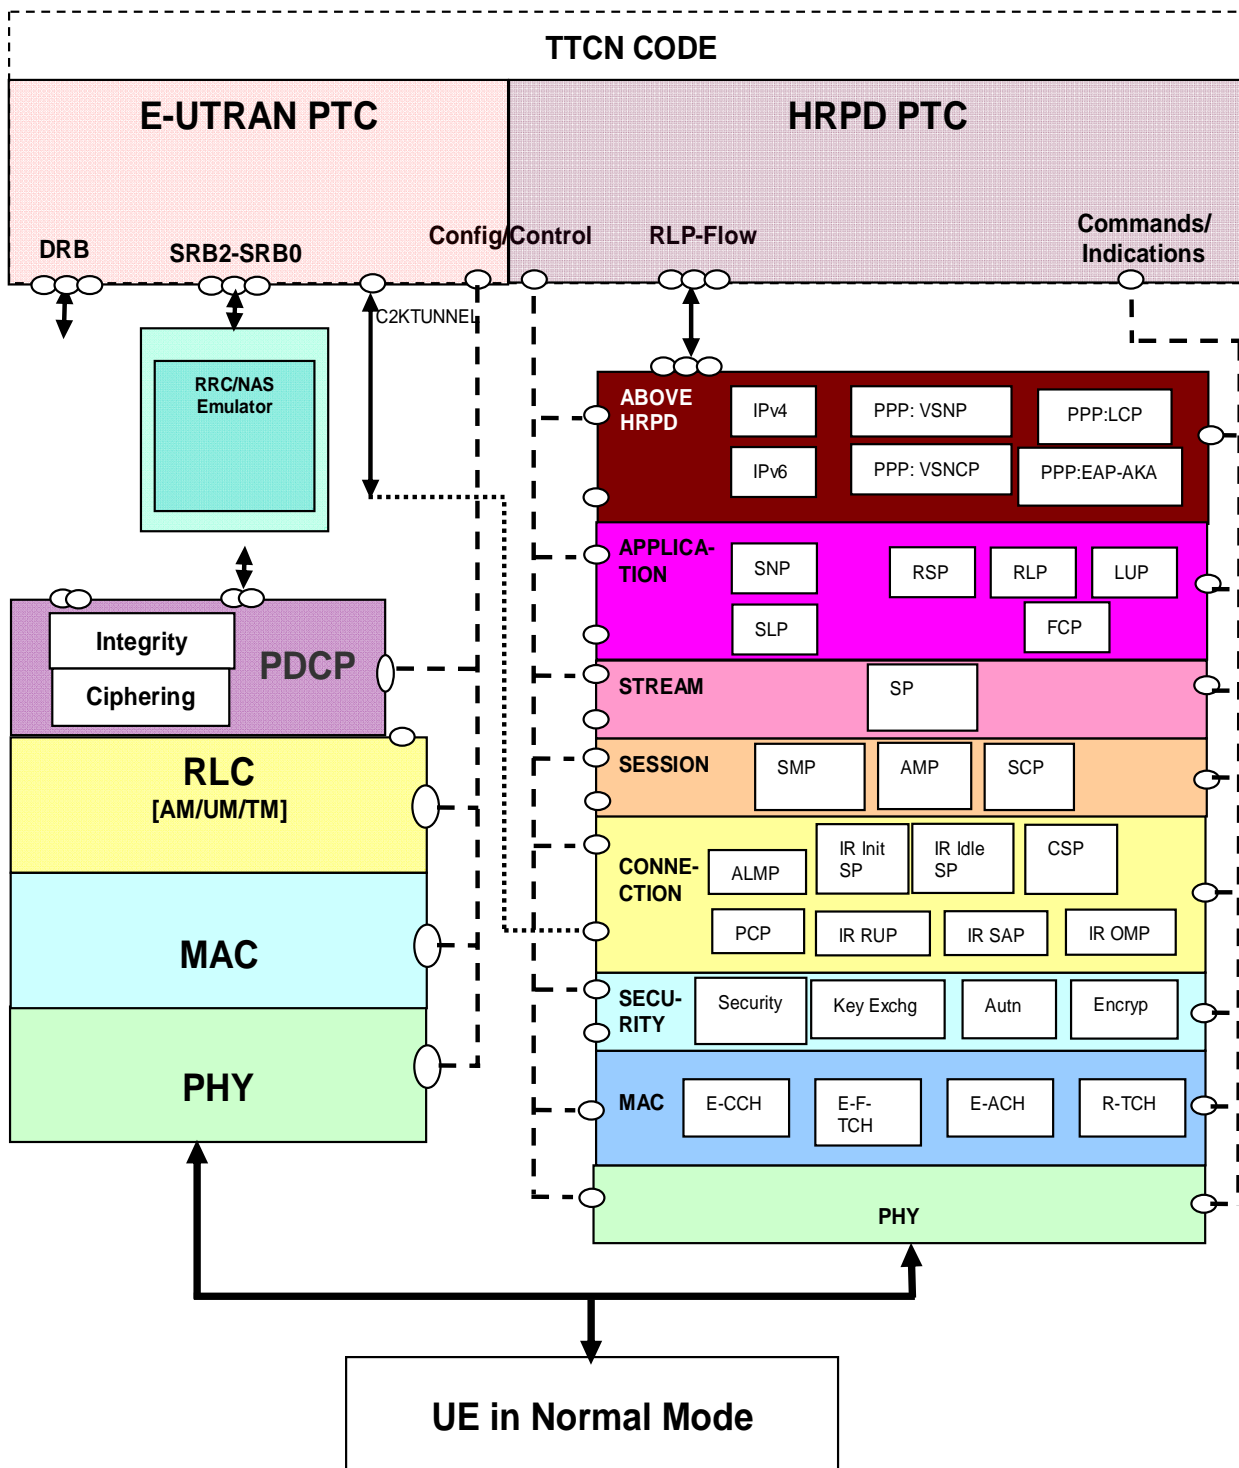 TTCN CODE
E-UTRAN PTC
HRPD PTC
DRB
SRB2-SRB0
Config/Control
RLP-Flow
Commands/
Indications
C2KTUNNEL
RRC/NAS
Emulator
ABOVE
HRPD
IPv4
PPP: VSNP
PPP:LCP
IPv6
PPP: VSNCP
PPP:EAP-AKA
APPLICA-
TION
SNP
RSP
RLP
LUP
SLP
FCP
Integrity
Ciphering
PDCP
STREAM
SP
RLC
[AM/UM/TM]
SESSION
SMP
AMP
SCP
CONNE-
CTION
ALMP
IR Init
SP
IR Idle
SP
CSP
PCP
IR RUP
IR SAP
IR OMP
MAC
SECU-
RITY
Security
Key Exchg
Autn
Encryp
PHY
MAC
E-CCH
E-F-
TCH
E-ACH
R-TCH
PHY
UE in Normal Mode